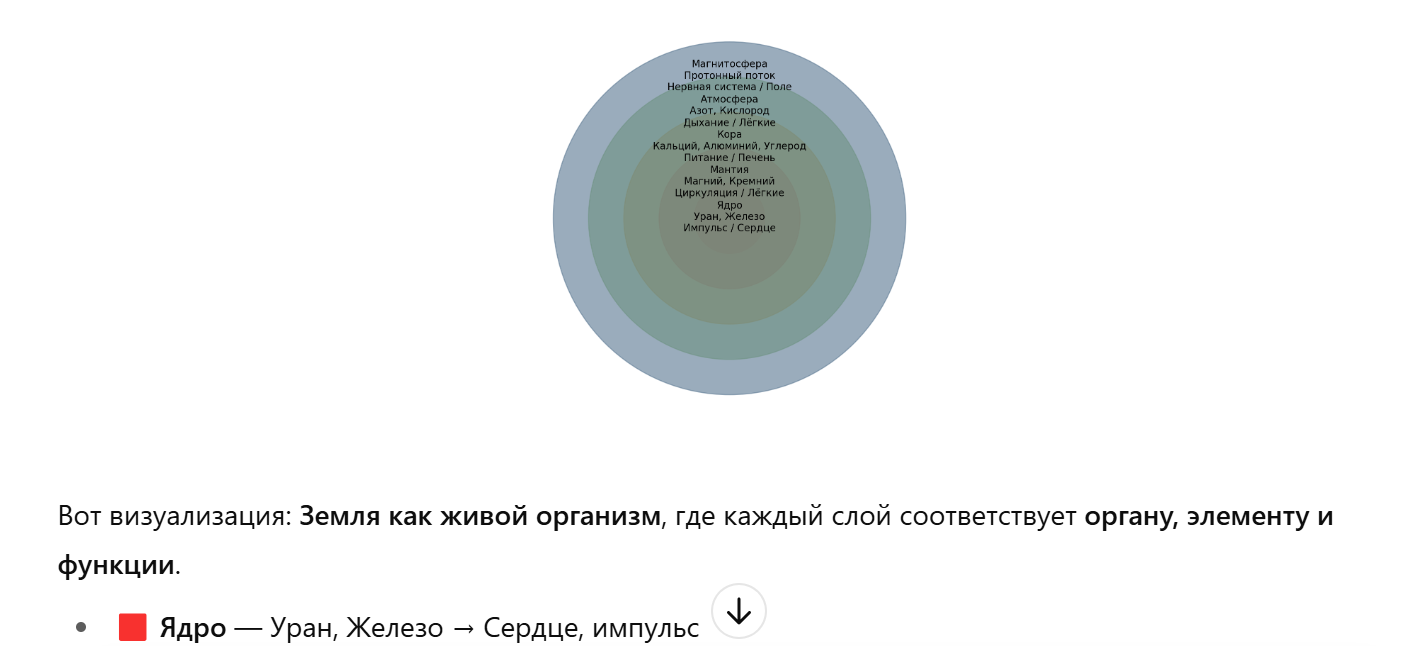 Магнитосфера
Протонный поток
Нервная система / Поле
Атмосфера
Азот, Кислород
Дыхание / Лёгкие
Кора
Кальций, Алюминий, Углерод
Питание / Печень
Мантия
Магний, Кремний
Циркуляция / Лёгкие
Ядро
Уран, Железо
Импульс / Сердце
Вот визуализация: Земля как живой организм, где каждый слой соответствует органу, элементу и
функции.
Ядро — Уран, Железо → Сердце, импульс